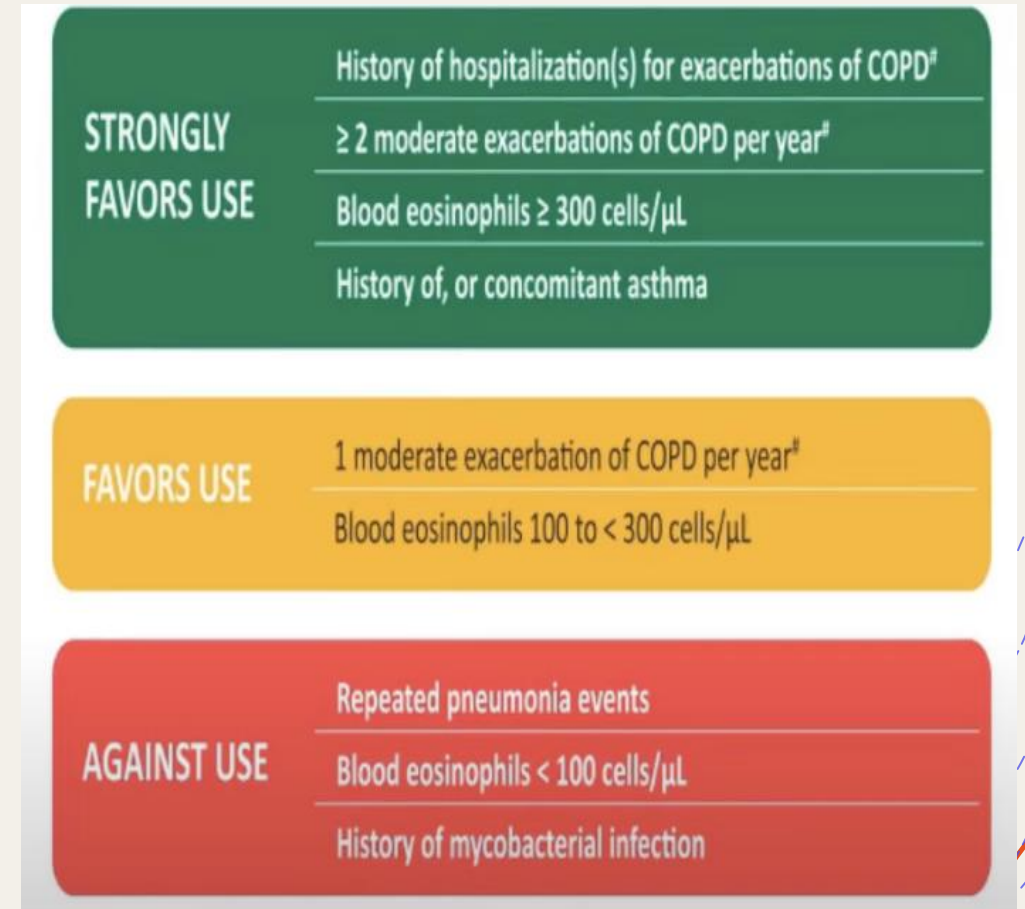 STRONGLY
FAVORS USE
History of hospitalization(s) for exacerbations of COPD#
≥ 2 moderate exacerbations of COPD per year#
Blood eosinophils ≥ 300 cells/µL
History of, or concomitant asthma
FAVORS USE
1 moderate exacerbation of COPD per year#
Blood eosinophils 100 to < 300 cells/µL
AGAINST USE
Repeated pneumonia events
Blood eosinophils < 100 cells/µL
History of mycobacterial infection